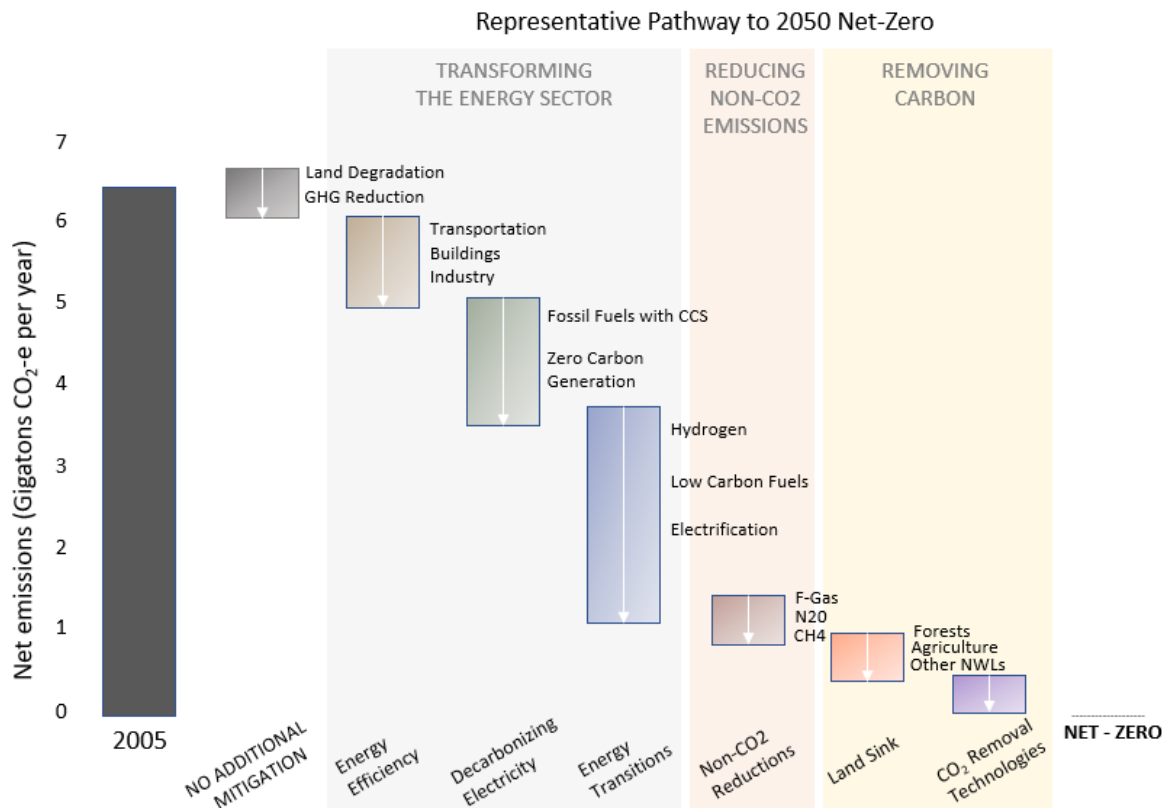 Representative Pathway to 2050 Net-Zero
TRANSFORMING
THE ENERGY SECTOR
REDUCING
NON-CO2
EMISSIONS
REMOVING
CARBON
Net emissions (Gigatons CO₂-e per year)
7
6
5
4
3
2
1
0
Land Degradation
GHG Reduction
Transportation
Buildings
Industry
Fossil Fuels with CCS
Zero Carbon
Generation
Hydrogen
Low Carbon Fuels
Electrification
F-Gas
N20
CH4
Forests
Agriculture
Other NWLs
2005
NO ADDITIONAL
MITIGATION
Energy
Efficiency
Decarbonizing
Electricity
Energy
Transitions
Non-CO2
Reductions
Land Sink
CO₂ Removal
Technologies
NET - ZERO